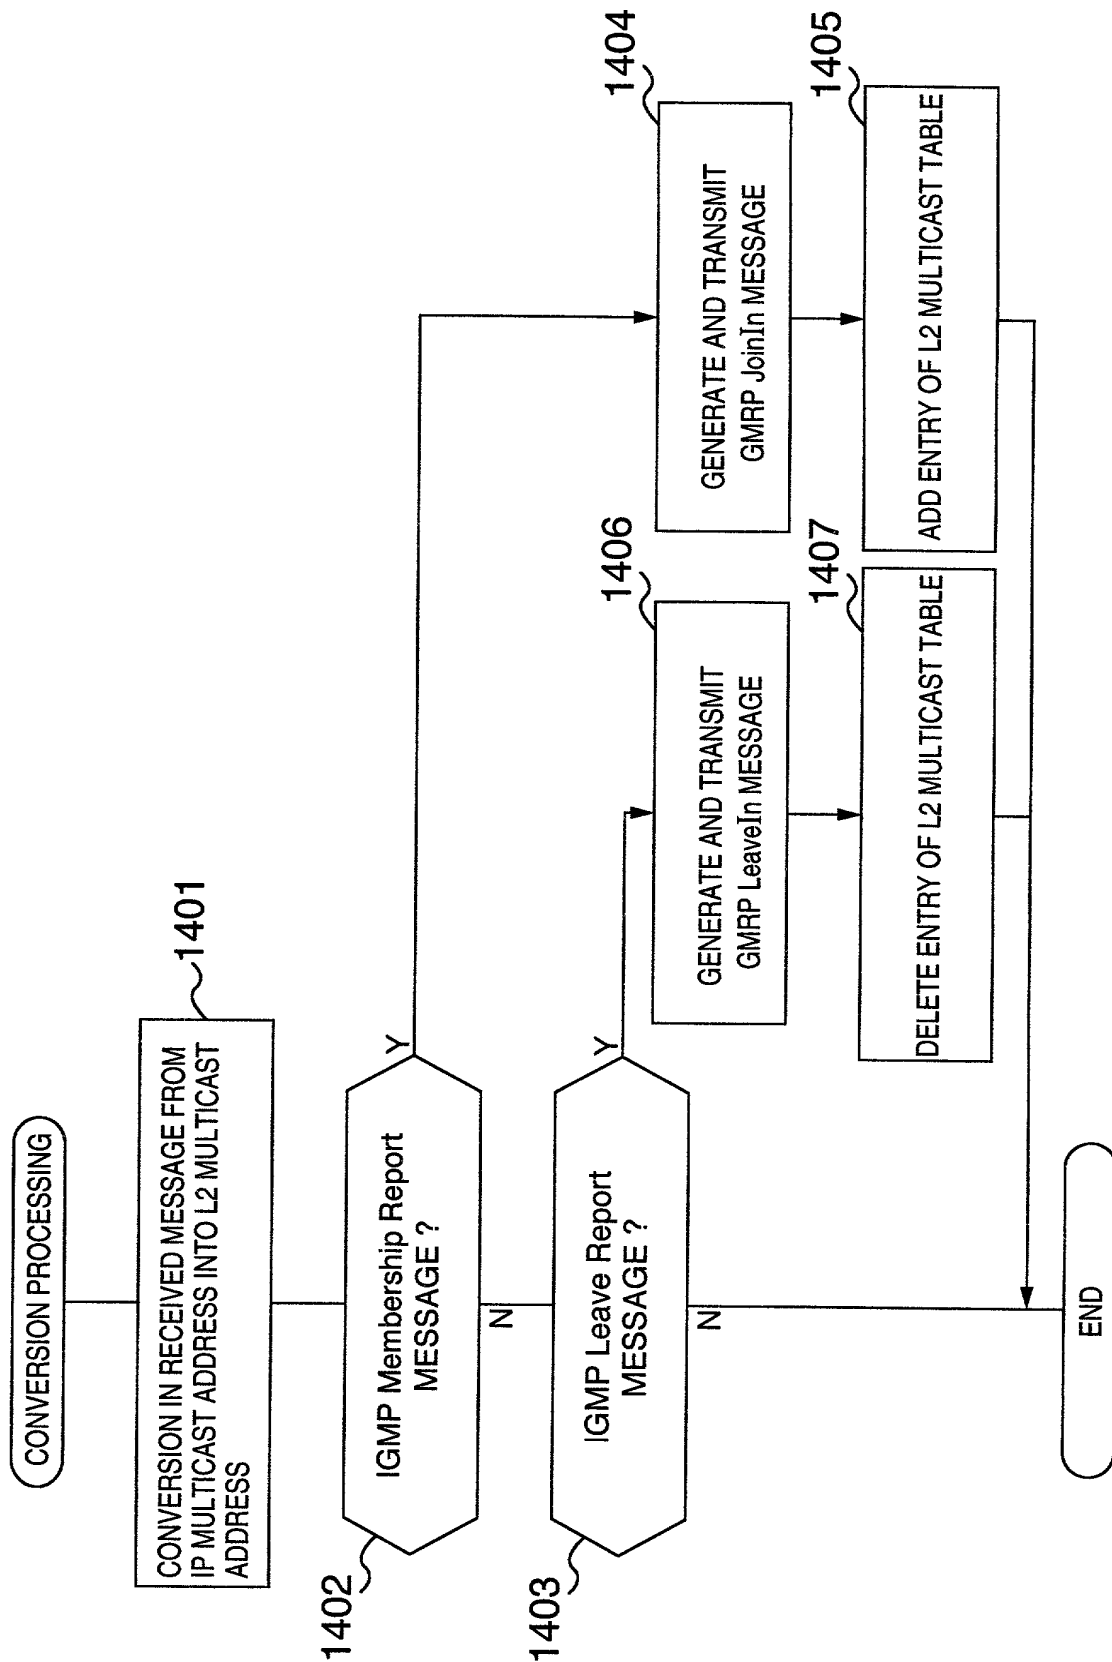 CONVERSION PROCESSING
1401
CONVERSION IN RECEIVED MESSAGE FROM
IP MULTICAST ADDRESS INTO L2 MULTICAST
ADDRESS
1402
IGMP Membership Report
MESSAGE ?
Y
N
1403
IGMP Leave Report
MESSAGE ?
Y
N
1406
GENERATE AND TRANSMIT
GMRP LeaveIn MESSAGE
1404
GENERATE AND TRANSMIT
GMRP JoinIn MESSAGE
1407
DELETE ENTRY OF L2 MULTICAST TABLE
1405
ADD ENTRY OF L2 MULTICAST TABLE
END